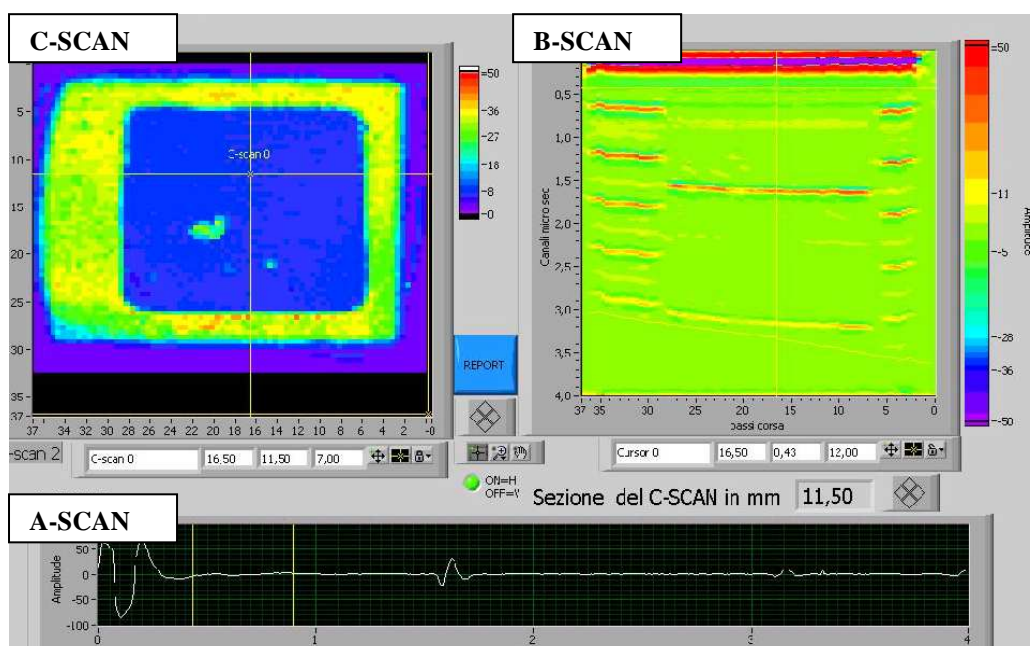 C-SCAN
B-SCAN
C-scan 0
5-
10-
15-
20-
25-
30-
35-
37-
37 34 32 30 28 26 24 22 20 18 16 14 12 10 8 6 4 2 -0
=50
-36
-27
-18
-8
-0
REPORT
Canali micro sec
0,5
1,0
1,5
2,0
2,5
3,0
3,5
4,0
37 35 30 25 20 15 10 5 0
passi corsa
=50
-11
-5
-28
-36
-50
-scan 2
C-scan 0 16,50 11,50 7,00
Cursor 0 16,50 0,43 12,00
ON=H
Sezione del C-SCAN in mm 11,50
A-SCAN
Amplitude
50-
0-
-50-
-100-
0 1 2 3 4